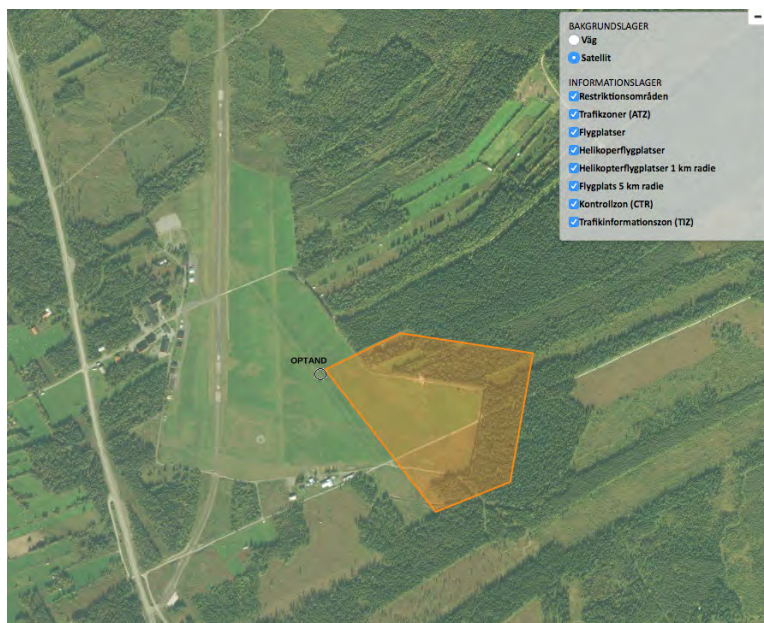 BAKGRUNDSLAGER
Väg
Satellit
INFORMATIONSLAGER
Restriktionsområden
Trafikzoner (ATZ)
Flygplatser
Helikoperflygplatser
Helikopterflygplatser 1 km radie
Flygplats 5 km radie
Kontrollzon (CTR)
Trafikinformationszon (TIZ)
OPTAND